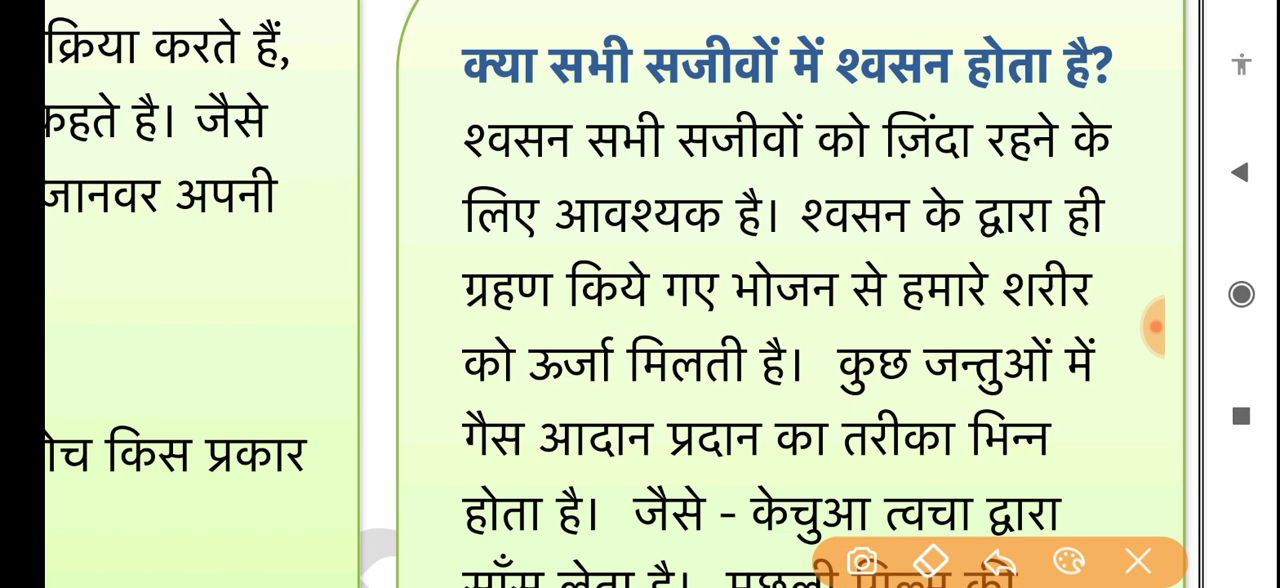 क्रिया करते हैं,
कहते है। जैसे
जानवर अपनी
किस प्रकार
क्या सभी सजीवों में श्वसन होता है?
श्वसन सभी सजीवों को ज़िंदा रहने के
लिए आवश्यक है। श्वसन के द्वारा ही
ग्रहण किये गए भोजन से हमारे शरीर
को ऊर्जा मिलती है। कुछ जन्तुओं में
गैस आदान प्रदान का तरीका भिन्न
होता है। जैसे - केचुआ त्वचा द्वारा
साँस लेता है। मछली गिल्स की